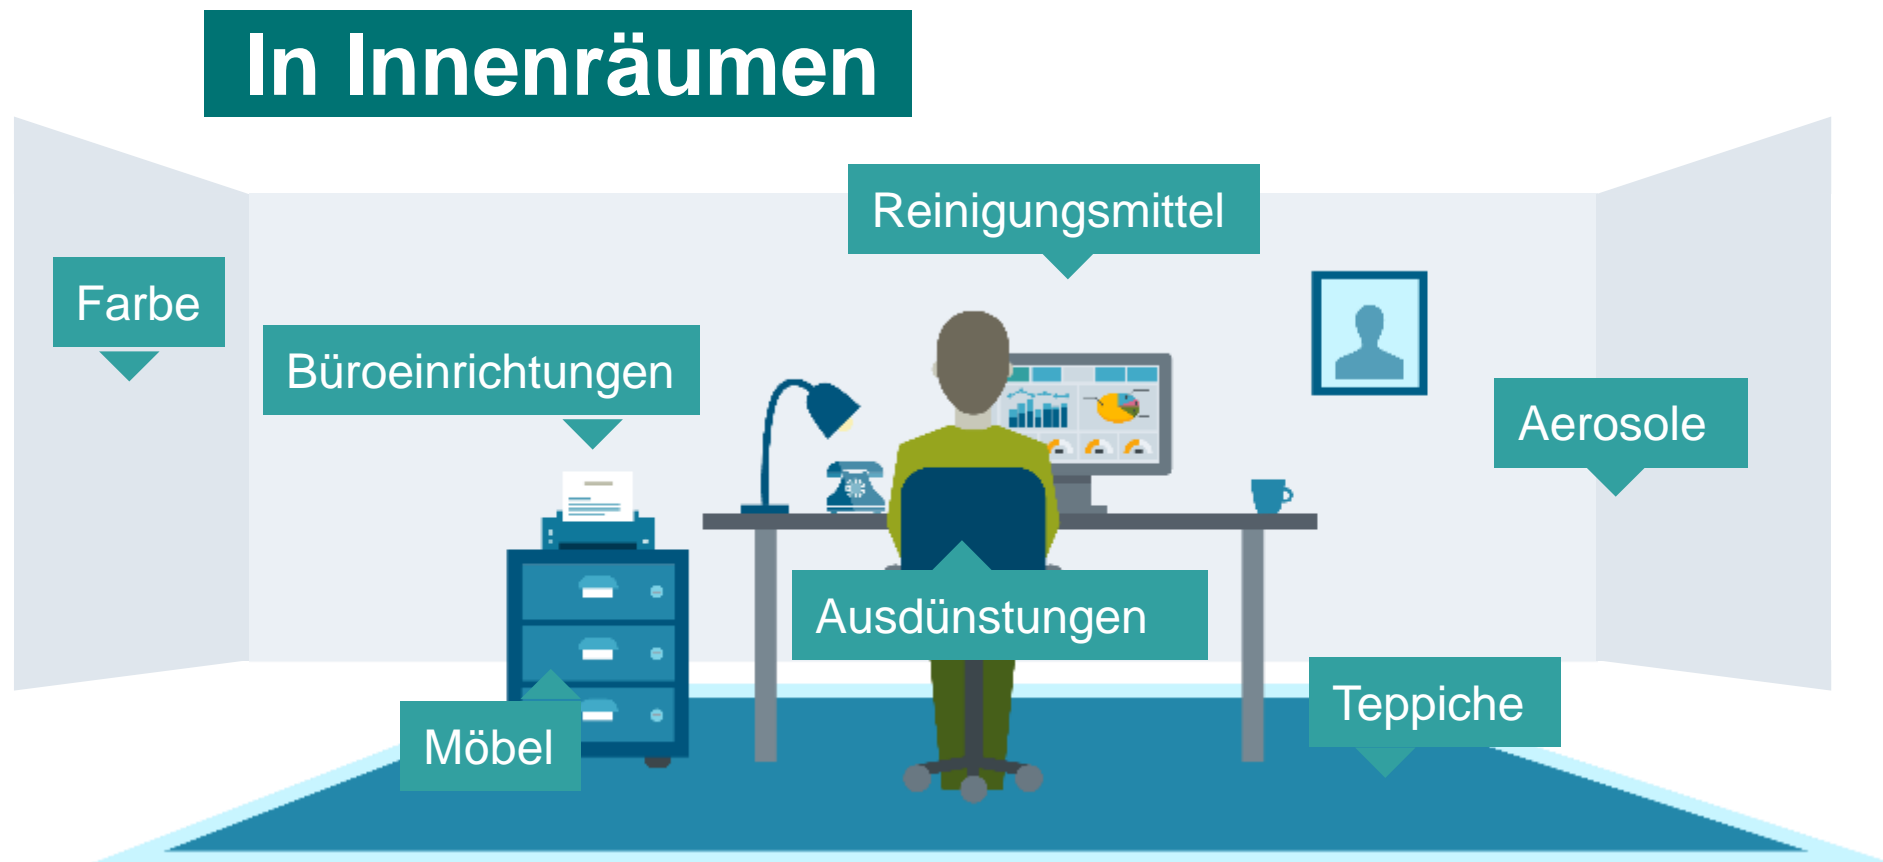 In Innenräumen
Reinigungsmittel
Farbe
Büroeinrichtungen
Aerosole
Ausdünstungen
Teppiche
Möbel